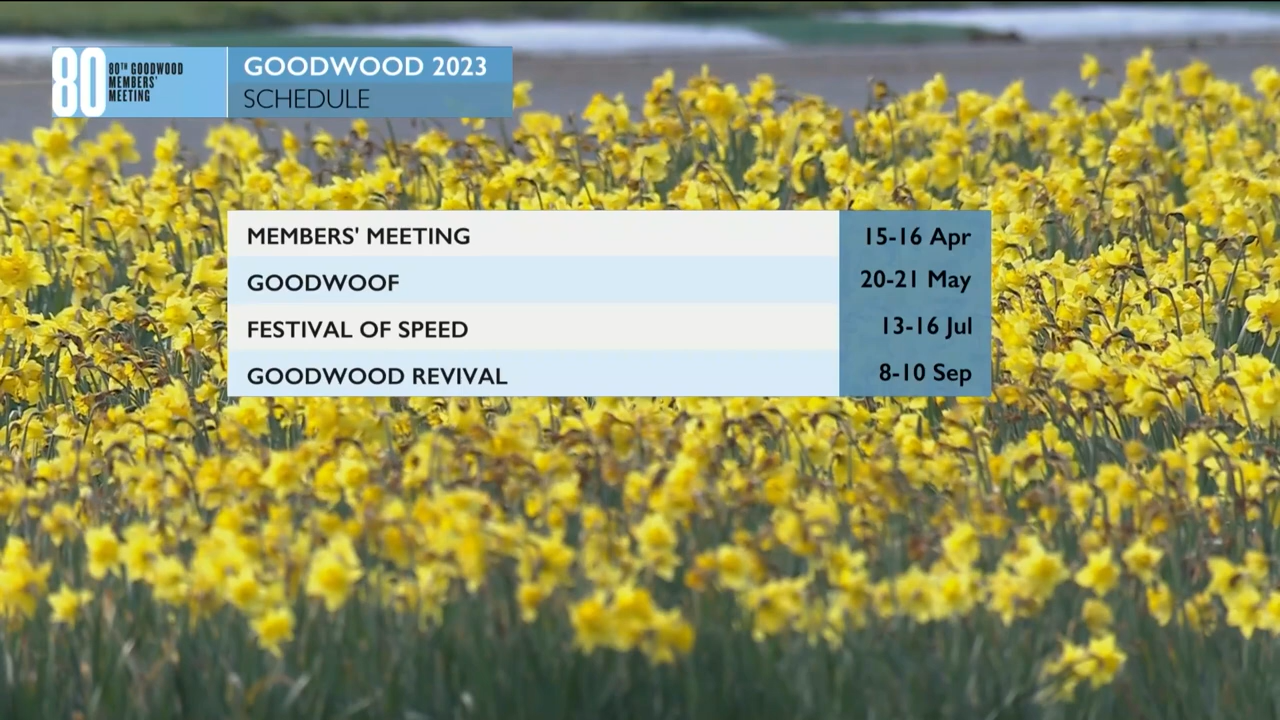 80
80TH GOODWOOD
MEMBERS'
MEETING
GOODWOOD 2023
SCHEDULE
MEMBERS' MEETING 15-16 Apr
GOODWOOF 20-21 May
FESTIVAL OF SPEED 13-16 Jul
GOODWOOD REVIVAL 8-10 Sep